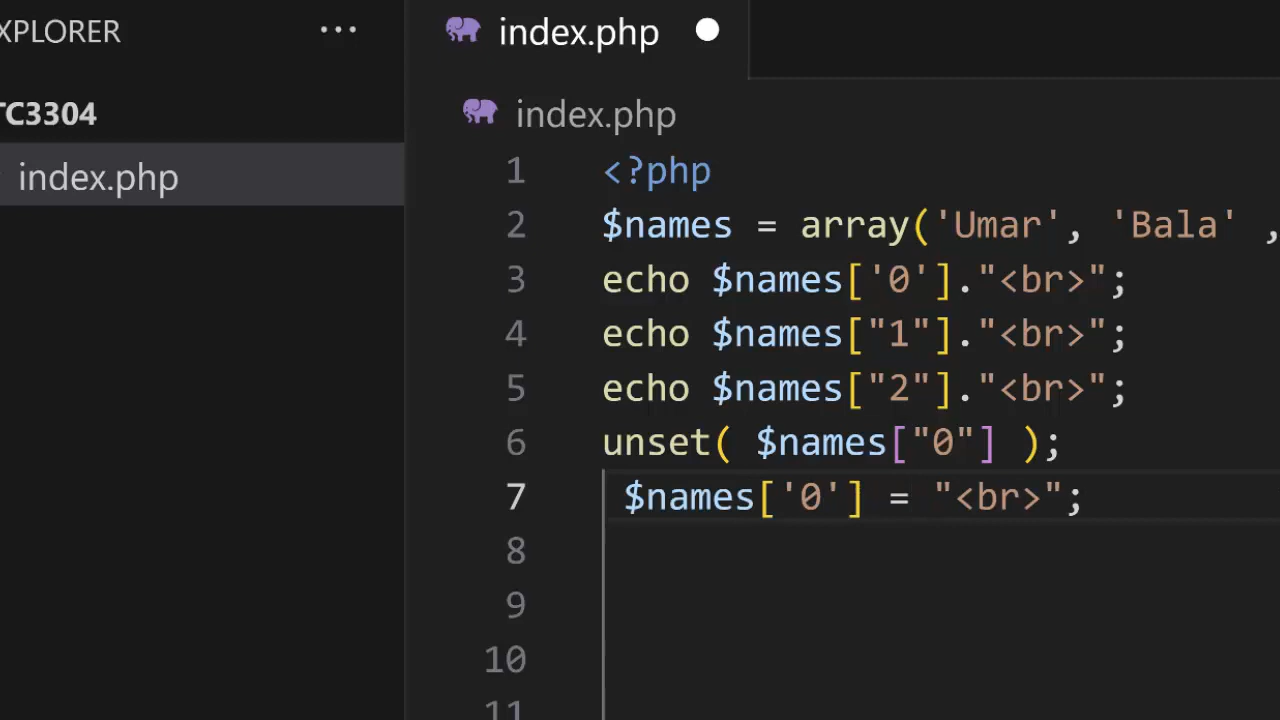 XPLORER ...
index.php
TC3304
index.php
index.php
1 <?php
2 $names = array('Umar', 'Bala' ,
3 echo $names['0']."<br>";
4 echo $names["1"]."<br>";
5 echo $names["2"]."<br>";
6 unset( $names["0"] );
7 $names['0'] = "<br>";
8
9
10
11